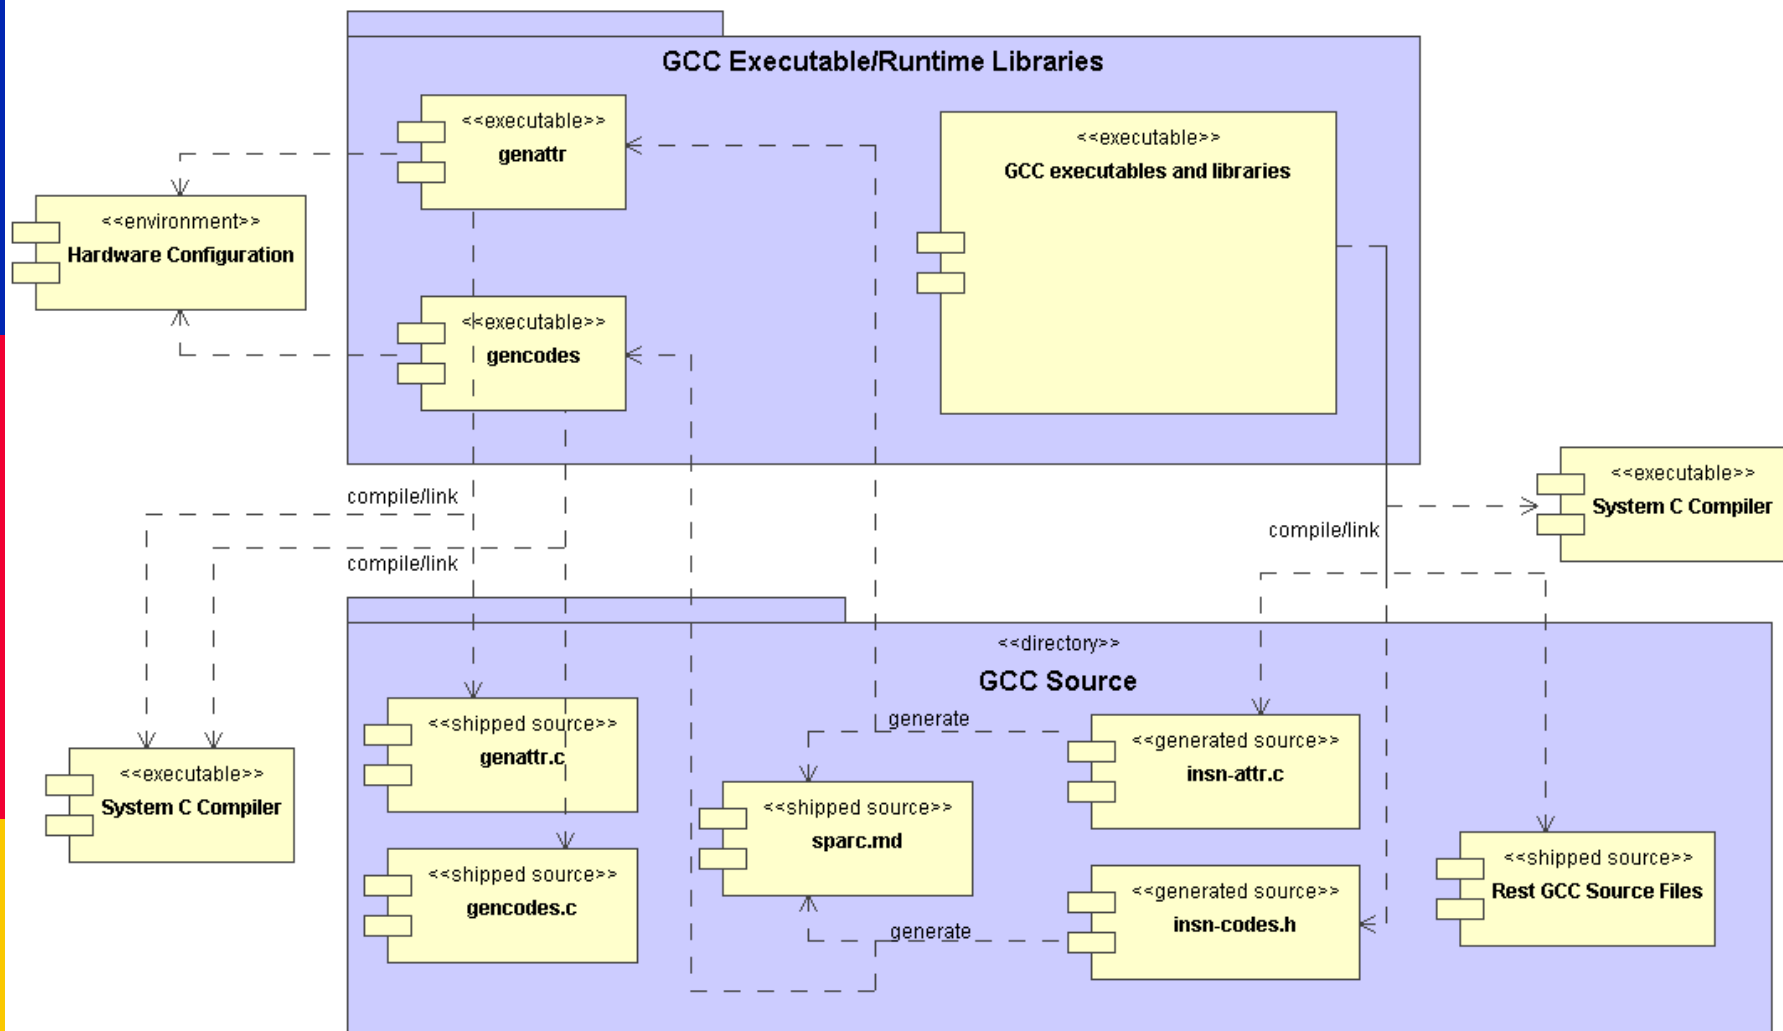 GCC Executable/Runtime Libraries
<<executable>>
genattr
<<executable>>
GCC executables and libraries
<<environment>>
Hardware Configuration
<<executable>>
gencodes
compile/link
compile/link
<<executable>>
System C Compiler
compile/link
<<directory>>
GCC Source
<<shipped source>>
genattr.c
generate
<<generated source>>
insn-attr.c
<<executable>>
System C Compiler
<<shipped source>>
sparc.md
<<shipped source>>
gencodes.c
generate
<<generated source>>
insn-codes.h
<<shipped source>>
Rest GCC Source Files